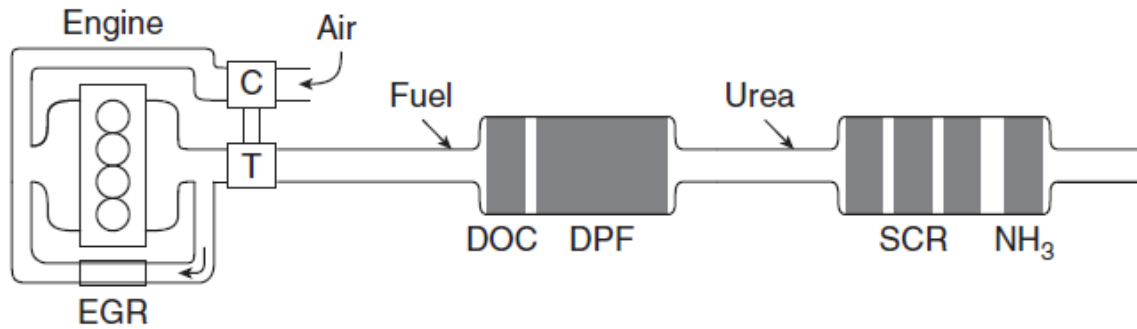 Engine
Air
C
Fuel
Urea
T
DOC DPF
SCR NH₃
EGR